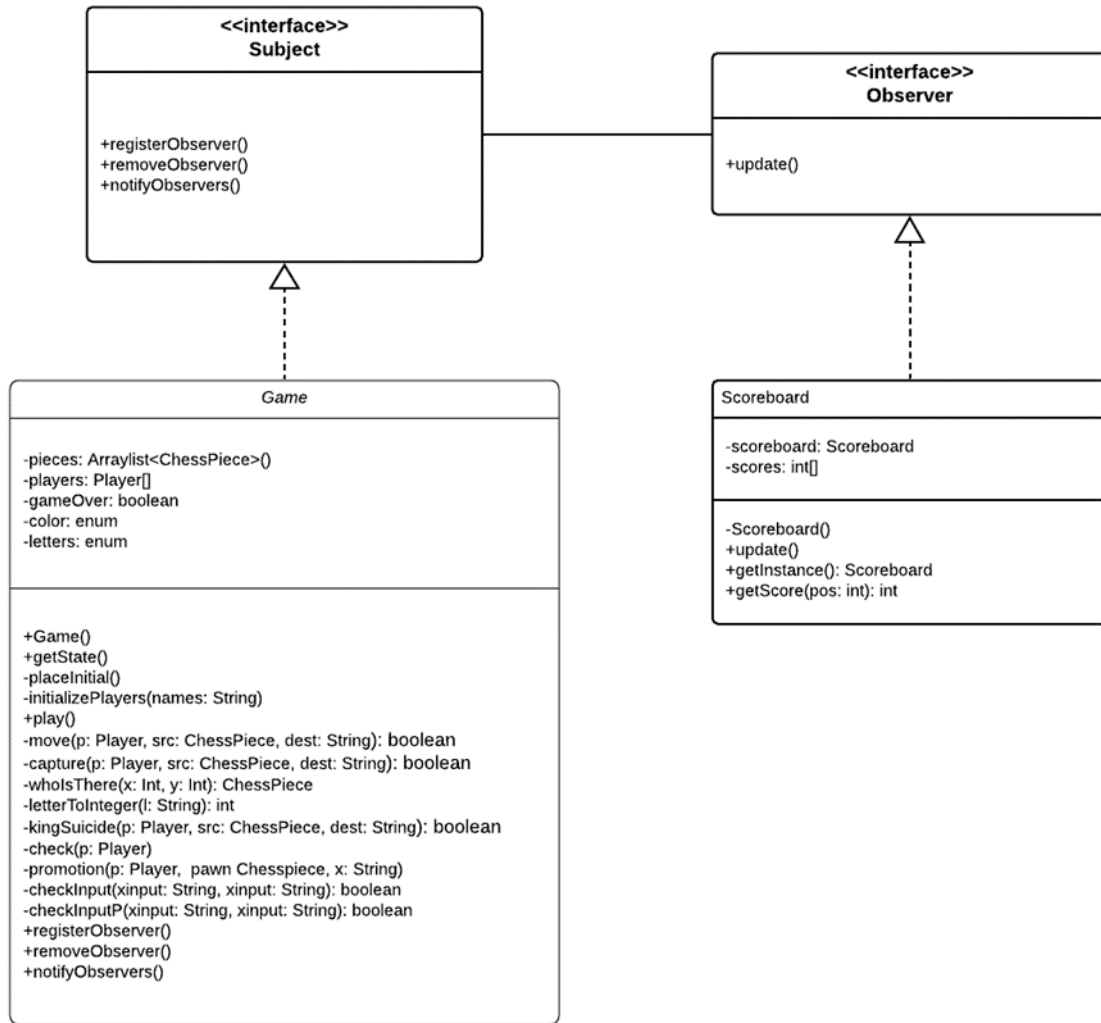 <<interface>>
Subject
+registerObserver()
+removeObserver()
+notifyObservers()
<<interface>>
Observer
+update()
Game
-pieces: Arraylist<ChessPiece>()
-players: Player[]
-gameOver: boolean
-color: enum
-letters: enum
+Game()
+getState()
-placeInitial()
-initializePlayers(names: String)
+play()
-move(p: Player, src: ChessPiece, dest: String): boolean
-capture(p: Player, src: ChessPiece, dest: String): boolean
-whoIsThere(x: Int, y: Int): ChessPiece
-letterToInteger(l: String): int
-kingSuicide(p: Player, src: ChessPiece, dest: String): boolean
-check(p: Player)
-promotion(p: Player, pawn Chesspiece, x: String)
-checkInput(xinput: String, xinput: String): boolean
-checkInputP(xinput: String, xinput: String): boolean
+registerObserver()
+removeObserver()
+notifyObservers()
Scoreboard
-scoreboard: Scoreboard
-scores: int[]
-Scoreboard()
+update()
+getInstance(): Scoreboard
+getScore(pos: int): int